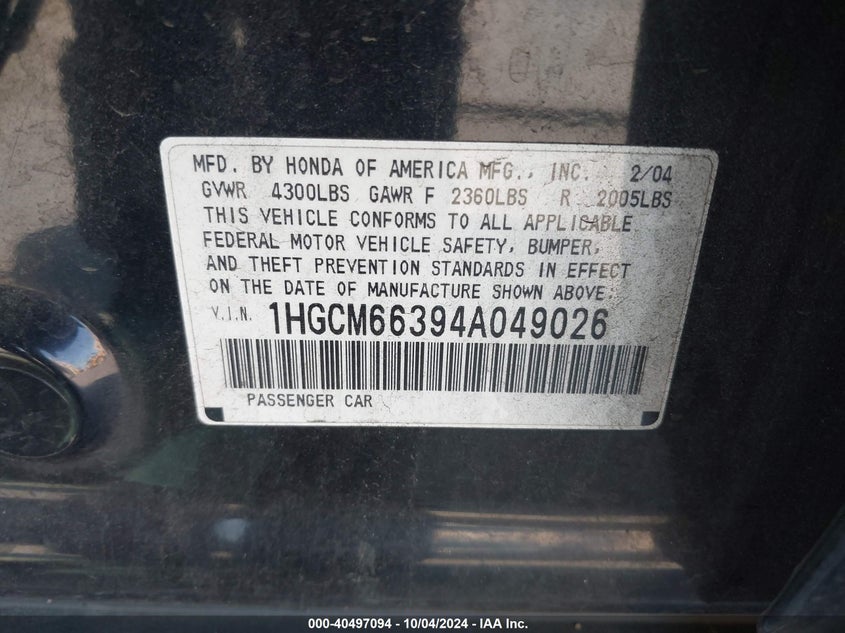 MFD. BY HONDA OF AMERICA MFG., INC. 2/04
GVWR 4300LBS GAWR F 2360LBS R 2005LBS
THIS VEHICLE CONFORMS TO ALL APPLICABLE
FEDERAL MOTOR VEHICLE SAFETY, BUMPER,
AND THEFT PREVENTION STANDARDS IN EFFECT
ON THE DATE OF MANUFACTURE SHOWN ABOVE.
V.I.N. 1HGCM66394A049026
PASSENGER CAR
000-40497094 - 10/04/2024 - IAA Inc.